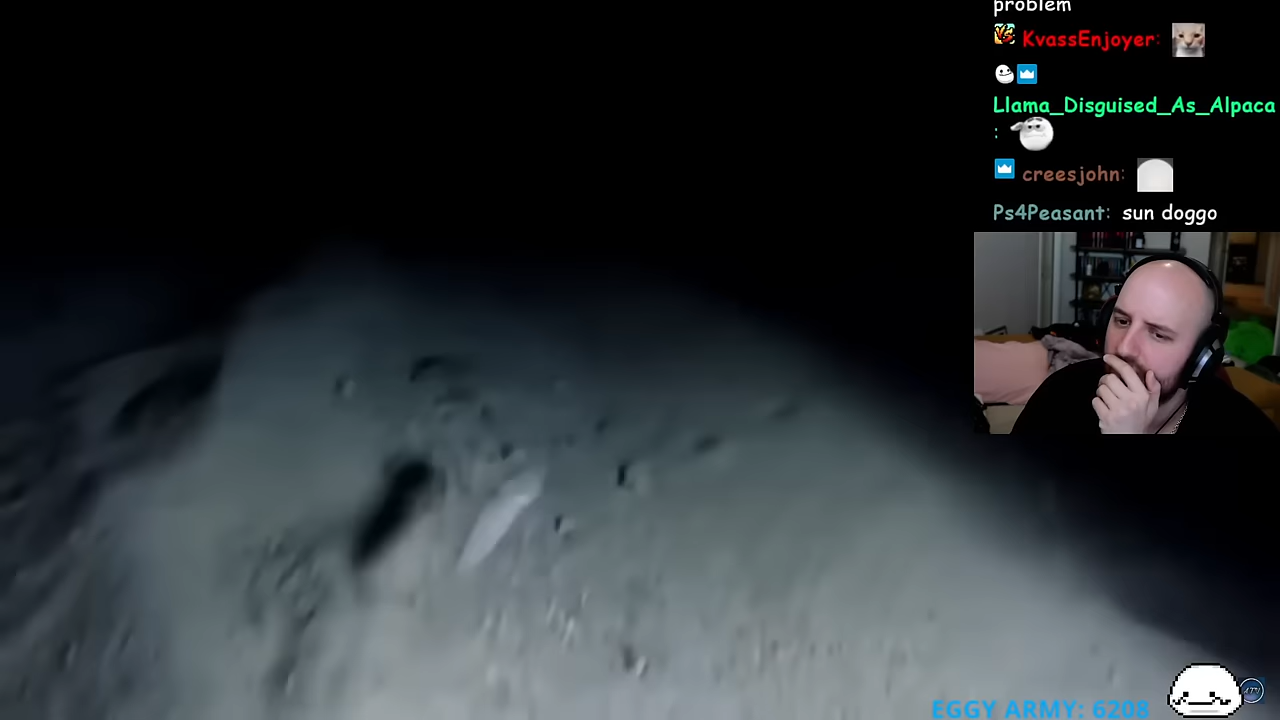 problem
KvassEnjoyer:
Llama_Disguised_As_Alpaca
:
creesjohn:
Ps4Peasant: sun doggo
EGGY ARMY: 6208